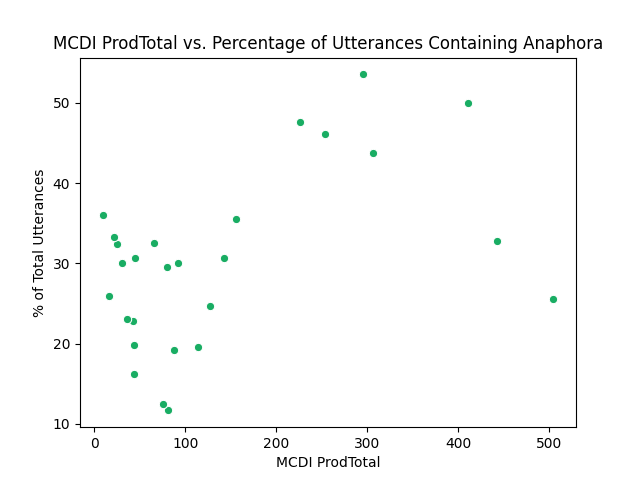 MCDI ProdTotal vs. Percentage of Utterances Containing Anaphora
% of Total Utterances
50
40
30
20
10
0 100 200 300 400 500
MCDI ProdTotal